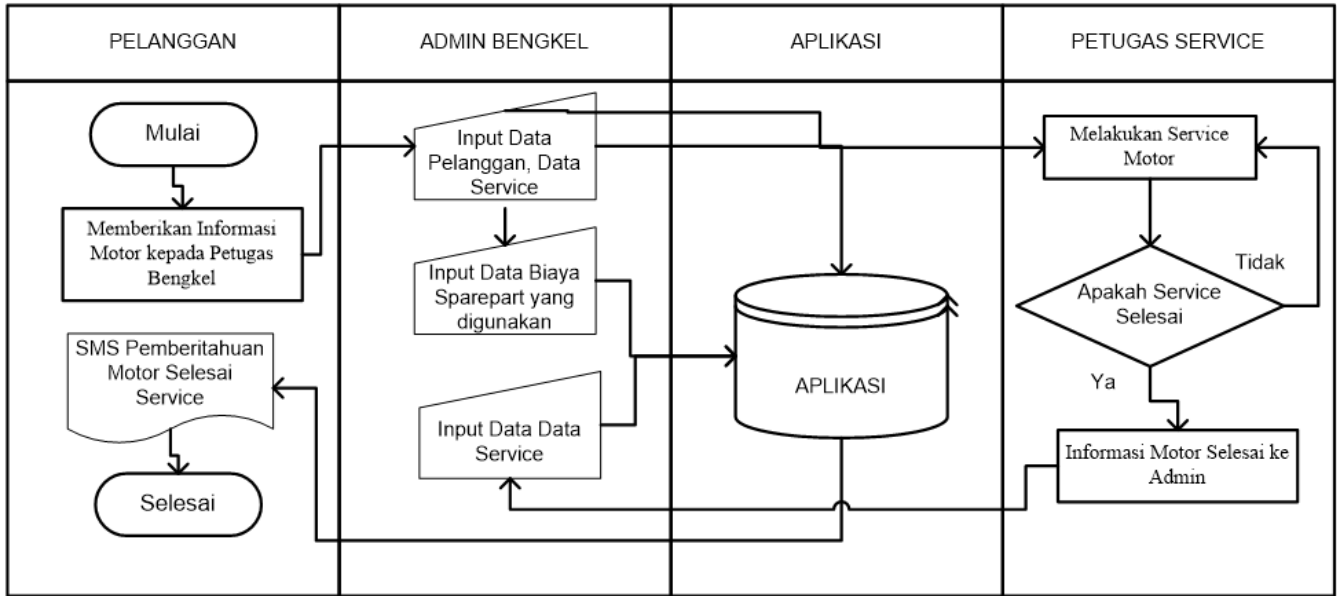 PELANGGAN
ADMIN BENGKEL
APLIKASI
PETUGAS SERVICE
Mulai
Memberikan Informasi
Motor kepada Petugas
Bengkel
SMS Pemberitahuan
Motor Selesai
Service
Selesai
Input Data
Pelanggan, Data
Service
Input Data Biaya
Sparepart yang
digunakan
Input Data Data
Service
APLIKASI
Melakukan Service
Motor
Apakah Service
Selesai
Tidak
Ya
Informasi Motor Selesai ke
Admin